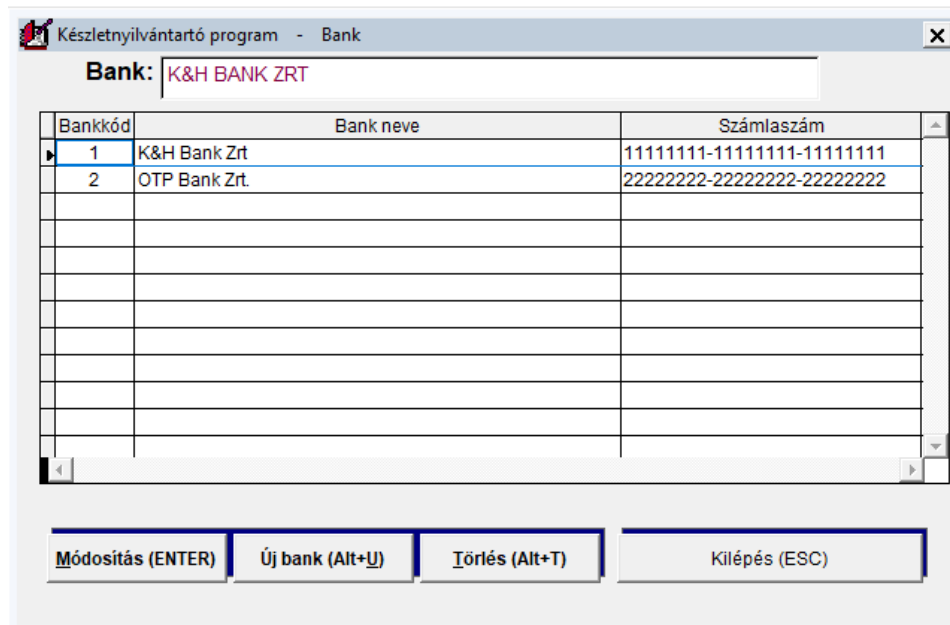 Készletnyilvántartó program - Bank
Bank: K&H BANK ZRT
Bankkód Bank neve Számlaszám
1 K&H Bank Zrt 11111111-11111111-11111111
2 OTP Bank Zrt. 22222222-22222222-22222222
Módosítás (ENTER) Új bank (Alt+U) Törlés (Alt+T) Kilépés (ESC)